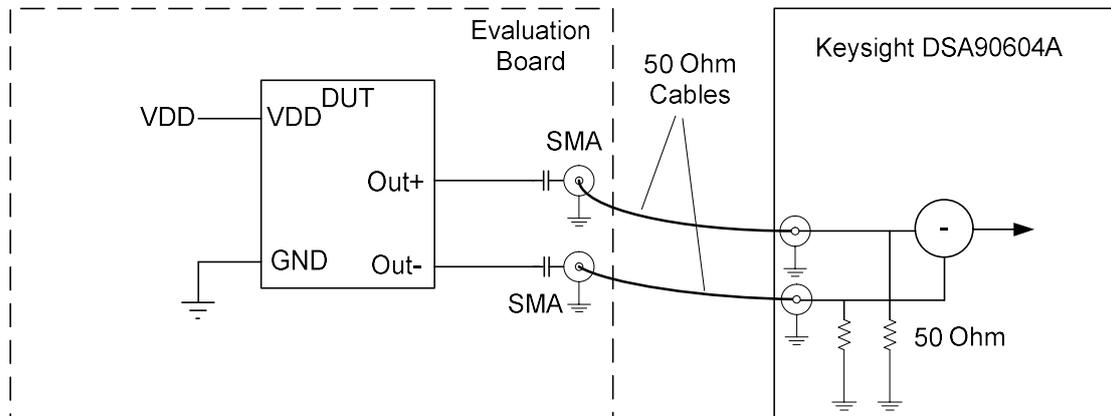 Evaluation
Board
Keysight DSA90604A
50 Ohm
Cables
DUT
VDD
VDD
SMA
Out+
-
GND
Out-
SMA
50 Ohm